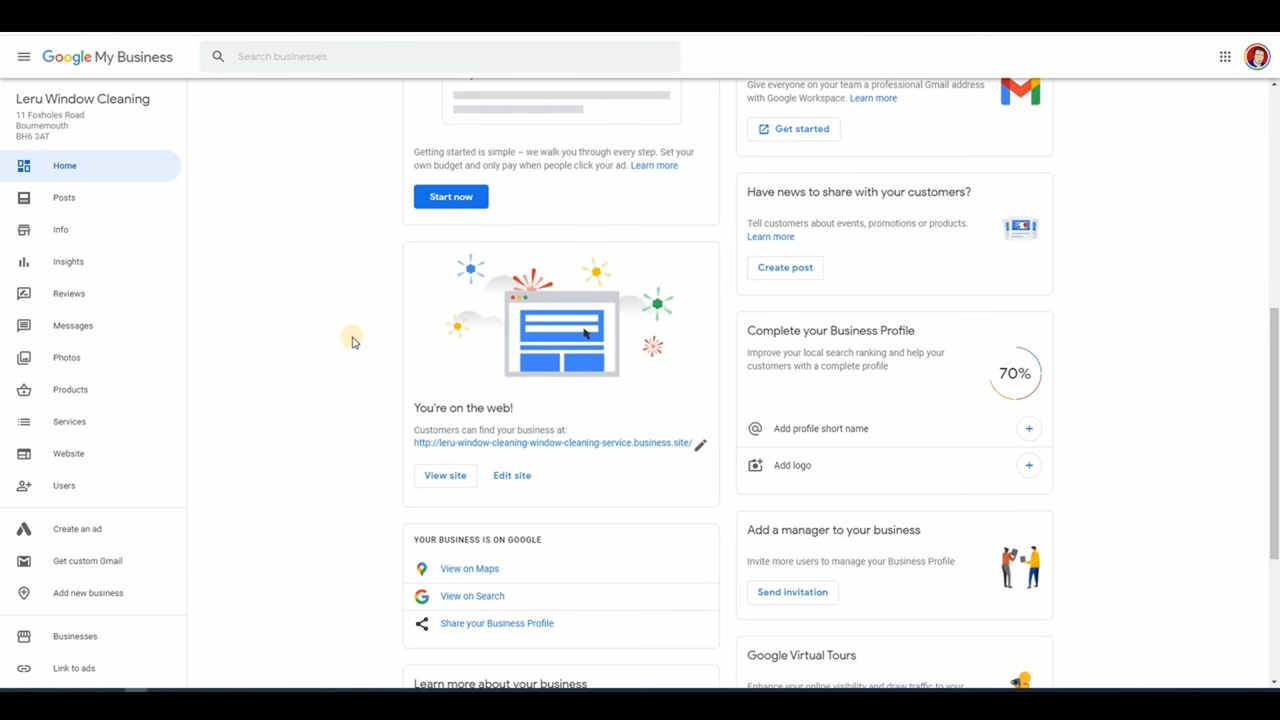 Google My Business
Search businesses
Leru Window Cleaning
11 Foxholes Road
Bournemouth
BH6 3AT
Home
Posts
Info
Insights
Reviews
Messages
Photos
Products
Services
Website
Users
Create an ad
Get custom Gmail
Add new business
Businesses
Link to ads
Getting started is simple – we walk you through every step. Set your
own budget and only pay when people click your ad. Learn more
Start now
You're on the web!
Customers can find your business at:
http://leru-window-cleaning-window-cleaning-service.business.site/
View site
Edit site
YOUR BUSINESS IS ON GOOGLE
View on Maps
View on Search
Share your Business Profile
Learn more about your business
Give everyone on your team a professional Gmail address
with Google Workspace. Learn more
Get started
Have news to share with your customers?
Tell customers about events, promotions or products.
Learn more
Create post
Complete your Business Profile
Improve your local search ranking and help your
customers with a complete profile
70%
Add profile short name
Add logo
Add a manager to your business
Invite more users to manage your Business Profile
Send invitation
Google Virtual Tours
Enhance your online visibility and draw traffic to your